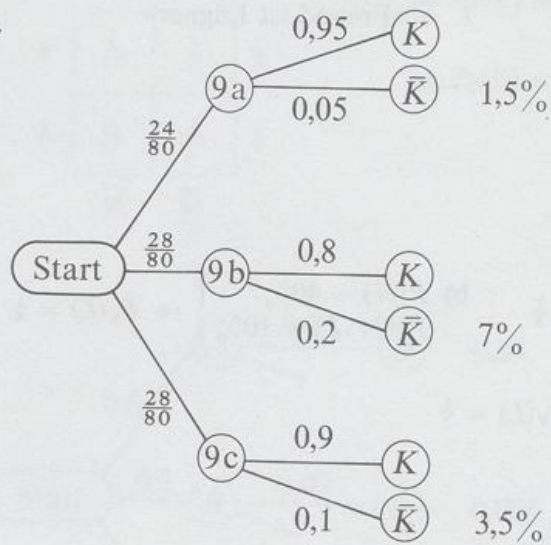 0,95 K
9a
0,05 K̄ 1,5%
24/80
28/80 0,8 K
Start 9b
0,2 K̄ 7%
28/80
0,9 K
9c
0,1 K̄ 3,5%